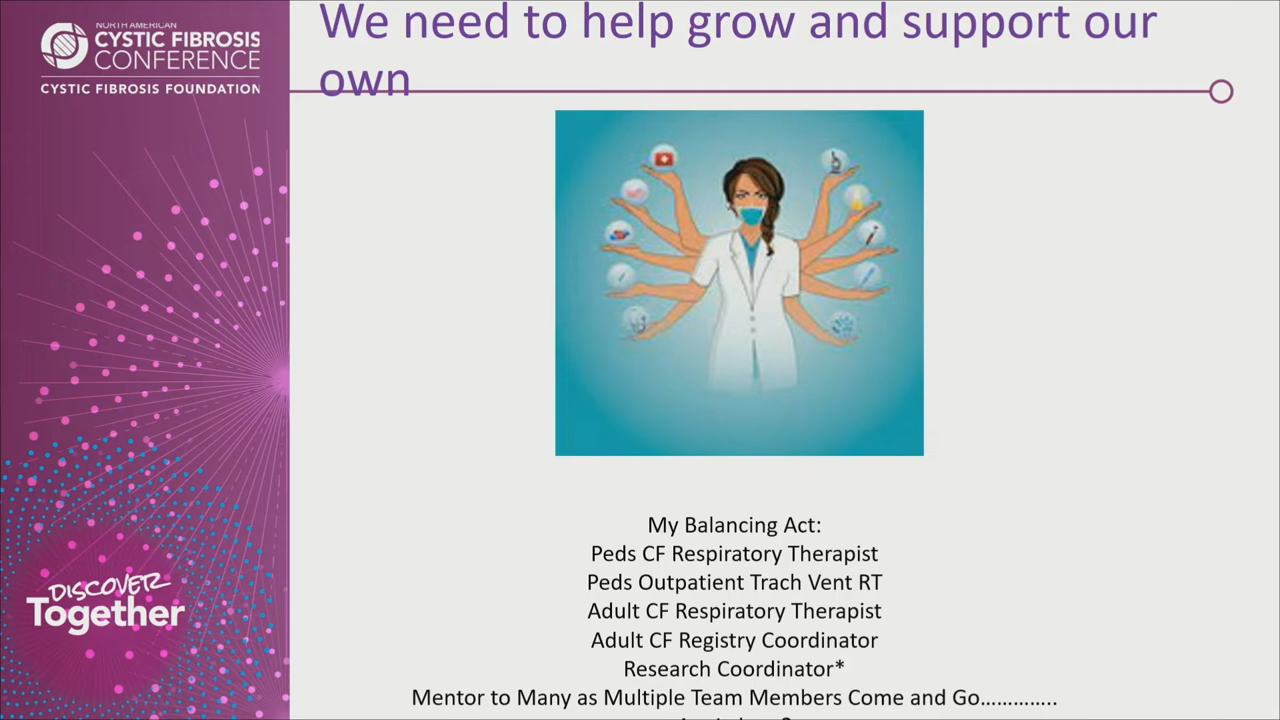 NORTH AMERICAN
CYSTIC FIBROSIS
CONFERENCE
CYSTIC FIBROSIS FOUNDATION
We need to help grow and support our
own
My Balancing Act:
Peds CF Respiratory Therapist
Peds Outpatient Trach Vent RT
Adult CF Respiratory Therapist
Adult CF Registry Coordinator
Research Coordinator*
Mentor to Many as Multiple Team Members Come and Go…………..
DISCOVER
Together